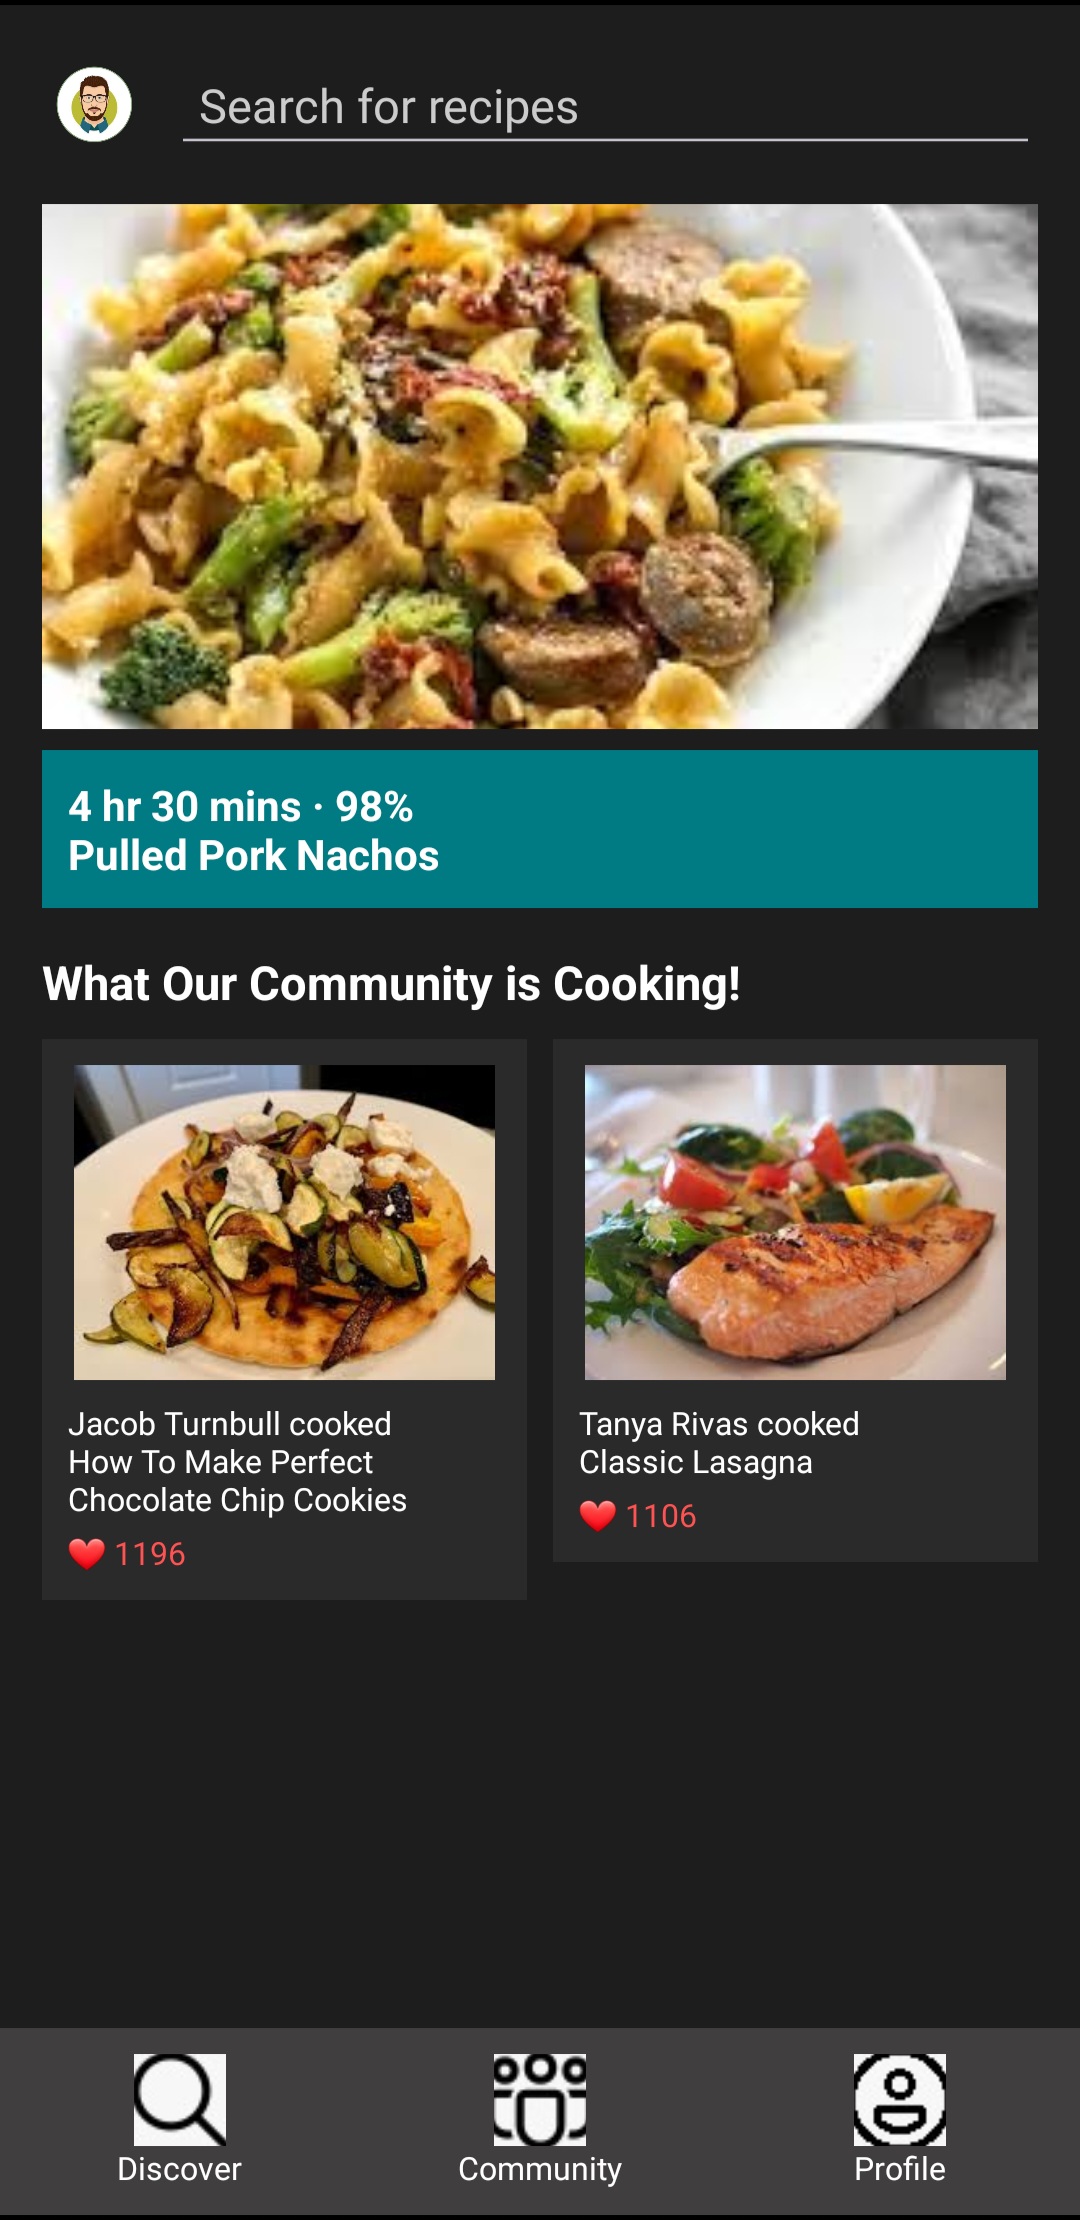 Search for recipes
4 hr 30 mins · 98%
Pulled Pork Nachos
What Our Community is Cooking!
Jacob Turnbull cooked
How To Make Perfect
Chocolate Chip Cookies
❤️ 1196
Tanya Rivas cooked
Classic Lasagna
❤️ 1106
Discover
Community
Profile